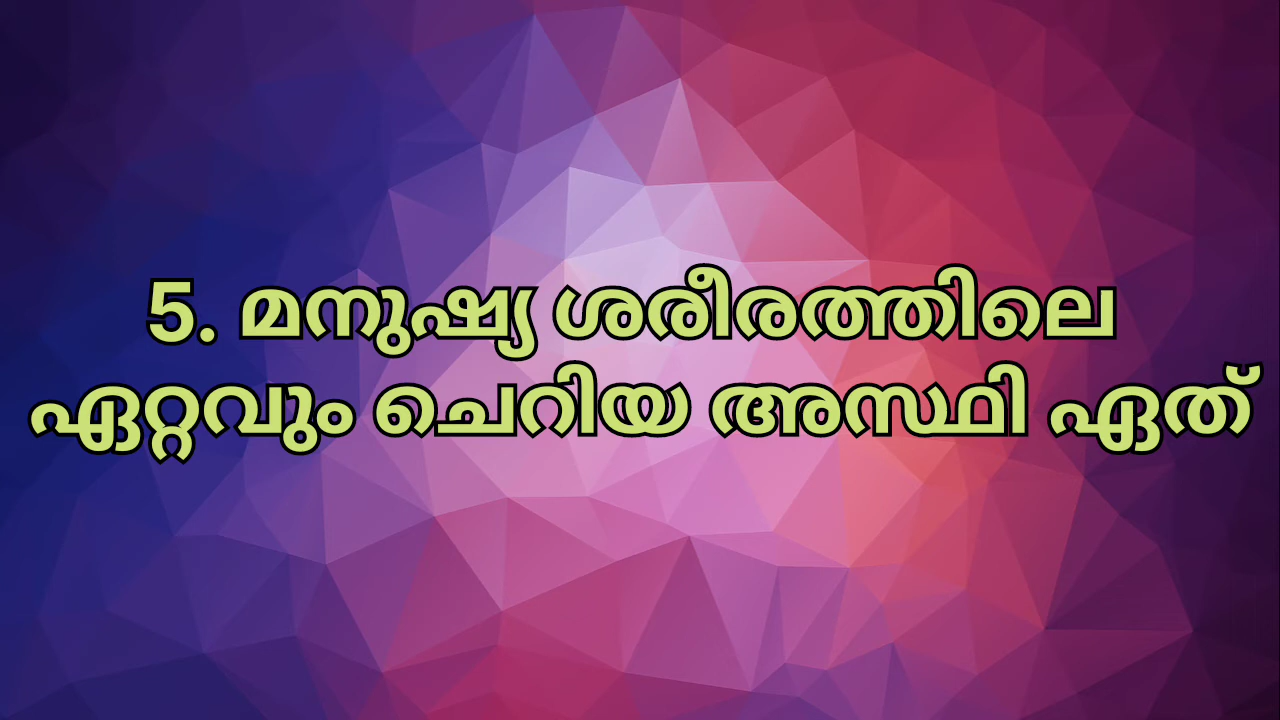 5. മനുഷ്യ ശരീരത്തിലെ
ഏറ്റവും ചെറിയ അസ്ഥി ഏത്